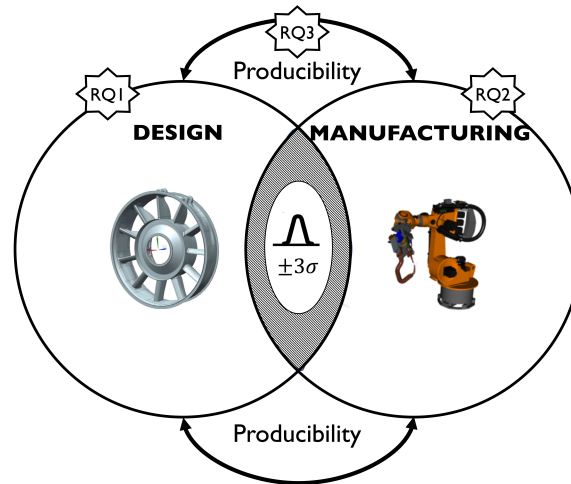 RQ3
Producibility
RQ1
RQ2
DESIGN
MANUFACTURING
±3σ
Producibility